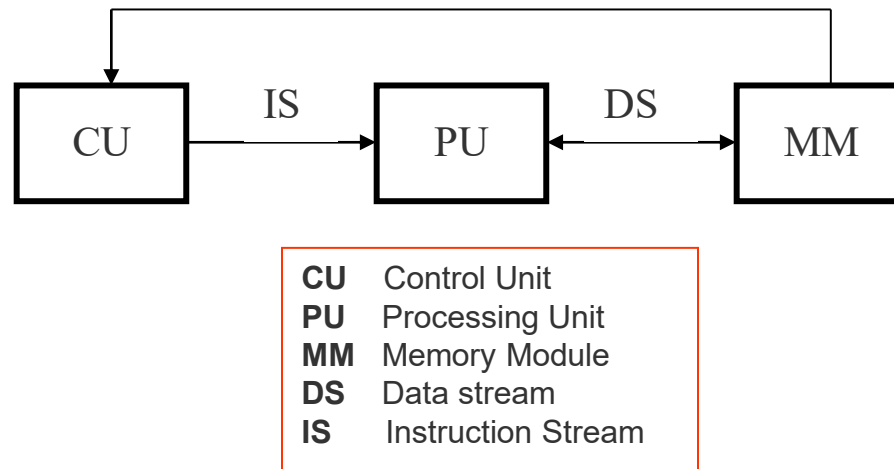 IS
DS
CU
PU
MM
CU Control Unit
PU Processing Unit
MM Memory Module
DS Data stream
IS Instruction Stream